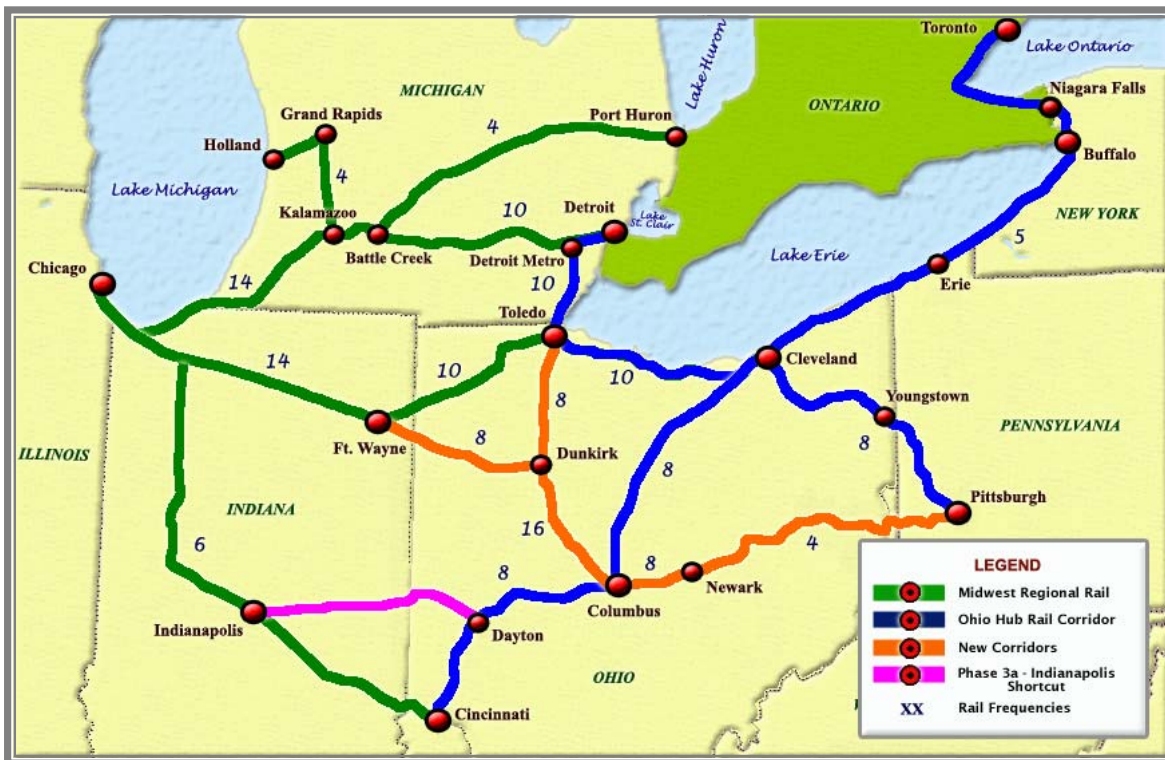 Toronto
Lake Ontario
Lake Huron
MICHIGAN
ONTARIO
Niagara Falls
Grand Rapids
Port Huron
4
Holland
Buffalo
Lake Michigan
4
Lake
St. Clair
Detroit
10
Kalamazoo
NEW YORK
Battle Creek
Detroit Metro
Lake Erie
5
Chicago
14
10
Erie
Toledo
14
10
10
Cleveland
8
Youngstown
ILLINOIS
Ft. Wayne
8
Dunkirk
8
8
PENNSYLVANIA
INDIANA
16
Pittsburgh
6
8
8
4
Newark
Columbus
Indianapolis
Dayton
OHIO
Cincinnati
LEGEND
Midwest Regional Rail
Ohio Hub Rail Corridor
New Corridors
Phase 3a - Indianapolis
Shortcut
XX Rail Frequencies